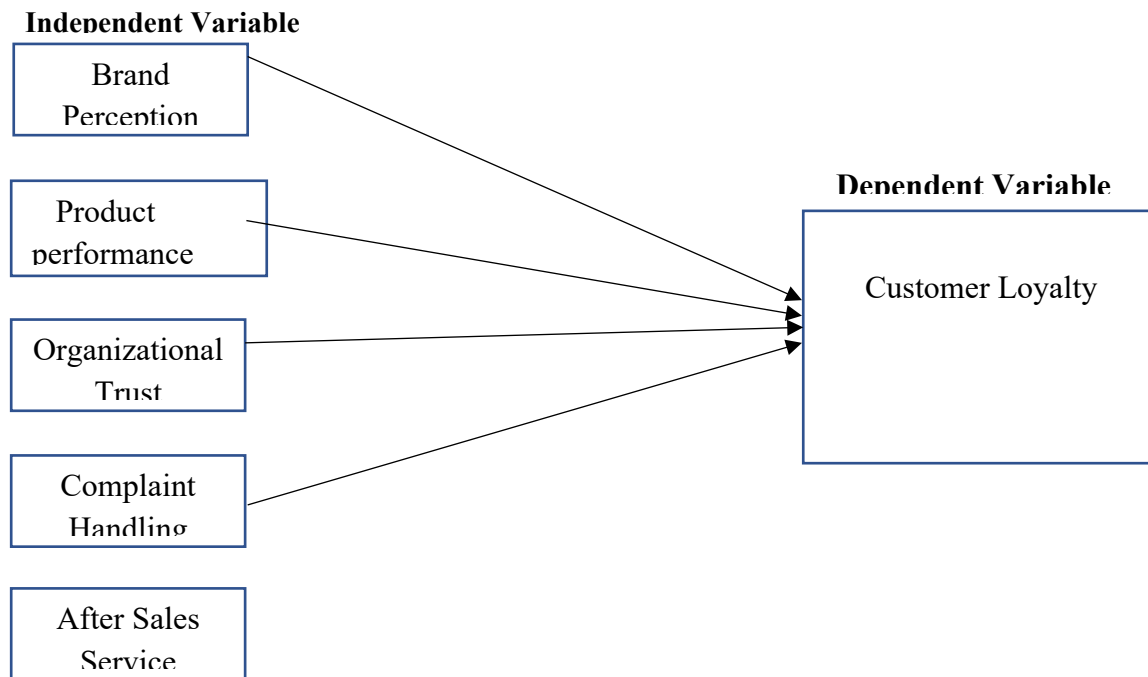 Independent Variable
Brand
Perception
Product
performance
Organizational
Trust
Complaint
Handling
After Sales
Service
Dependent Variable
Customer Loyalty